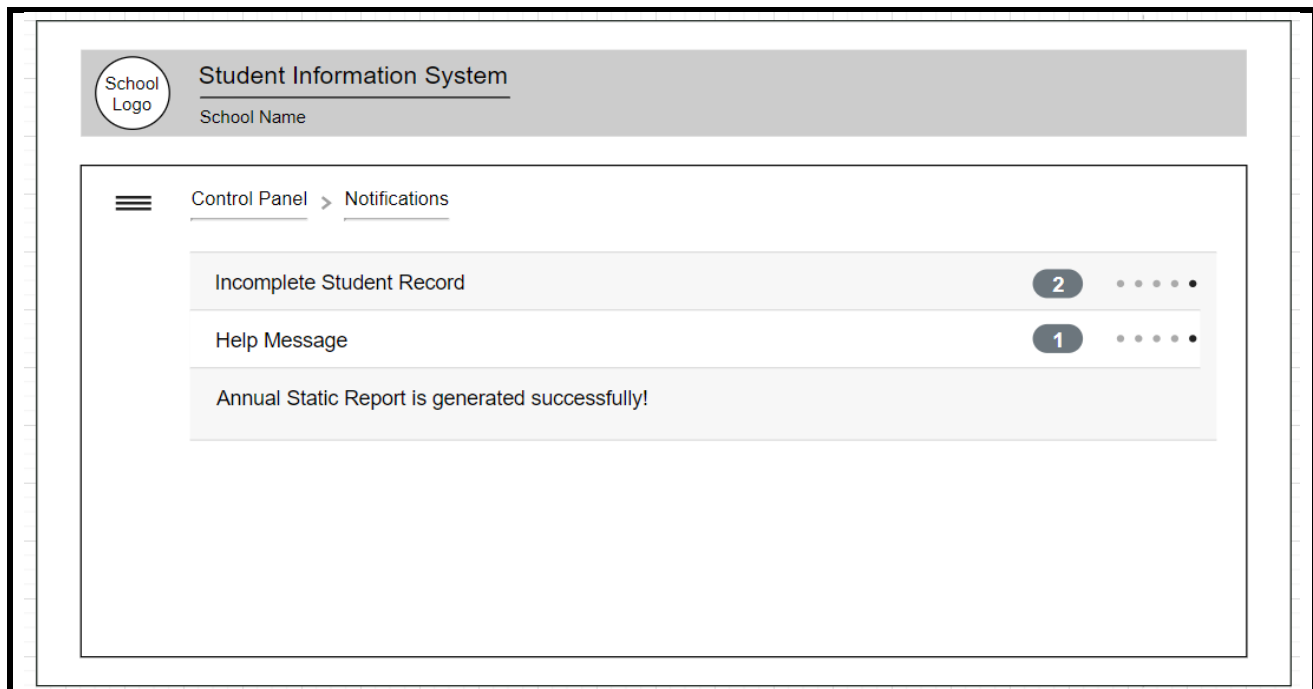 School
Logo
Student Information System
School Name
Control Panel > Notifications
Incomplete Student Record 2
Help Message 1
Annual Static Report is generated successfully!